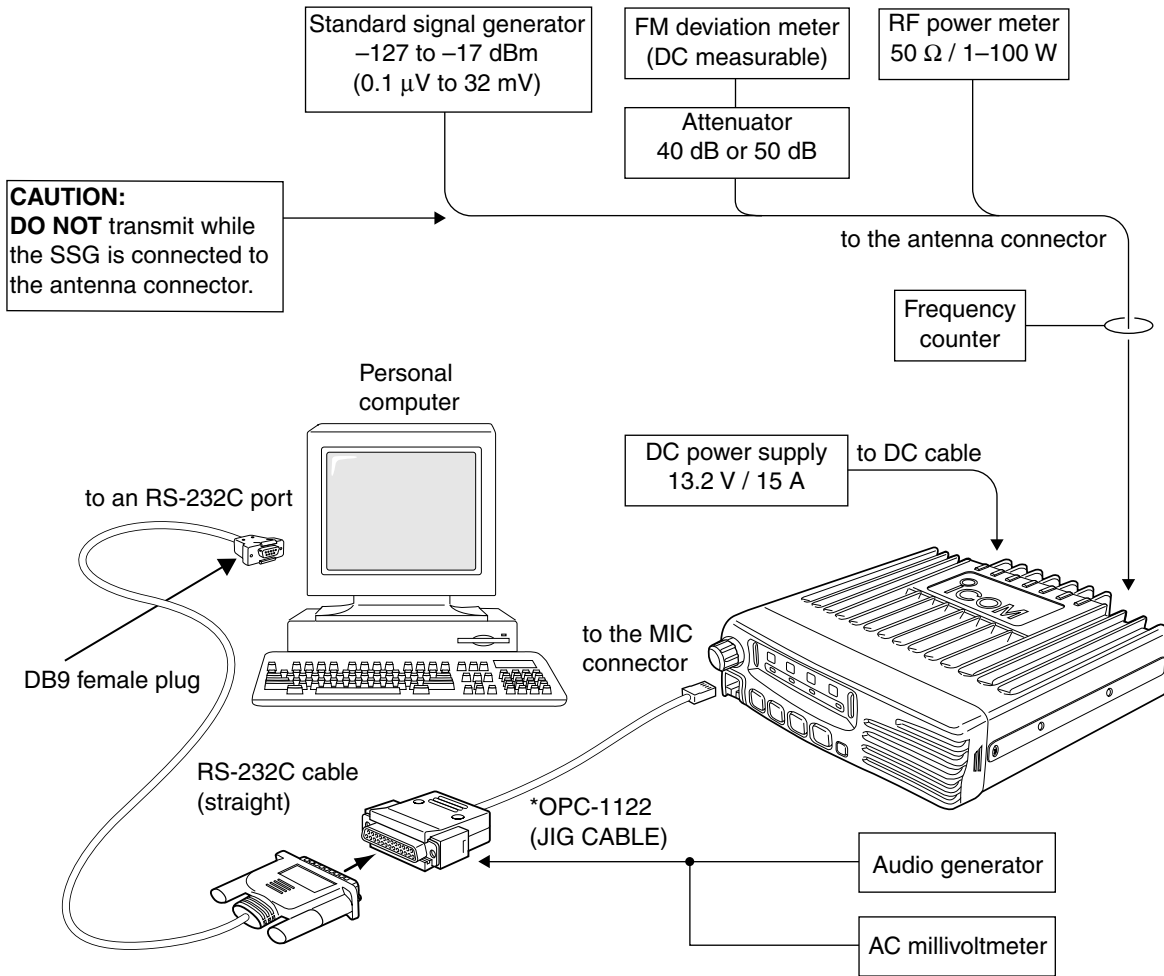 Standard signal generator
–127 to –17 dBm
(0.1 μV to 32 mV)
FM deviation meter
(DC measurable)
RF power meter
50 Ω / 1–100 W
Attenuator
40 dB or 50 dB
CAUTION:
DO NOT transmit while
the SSG is connected to
the antenna connector.
to the antenna connector
Frequency
counter
Personal
computer
DC power supply
13.2 V / 15 A
to DC cable
to an RS-232C port
ICOM
to the MIC
connector
DB9 female plug
RS-232C cable
(straight)
*OPC-1122
(JIG CABLE)
Audio generator
AC millivoltmeter